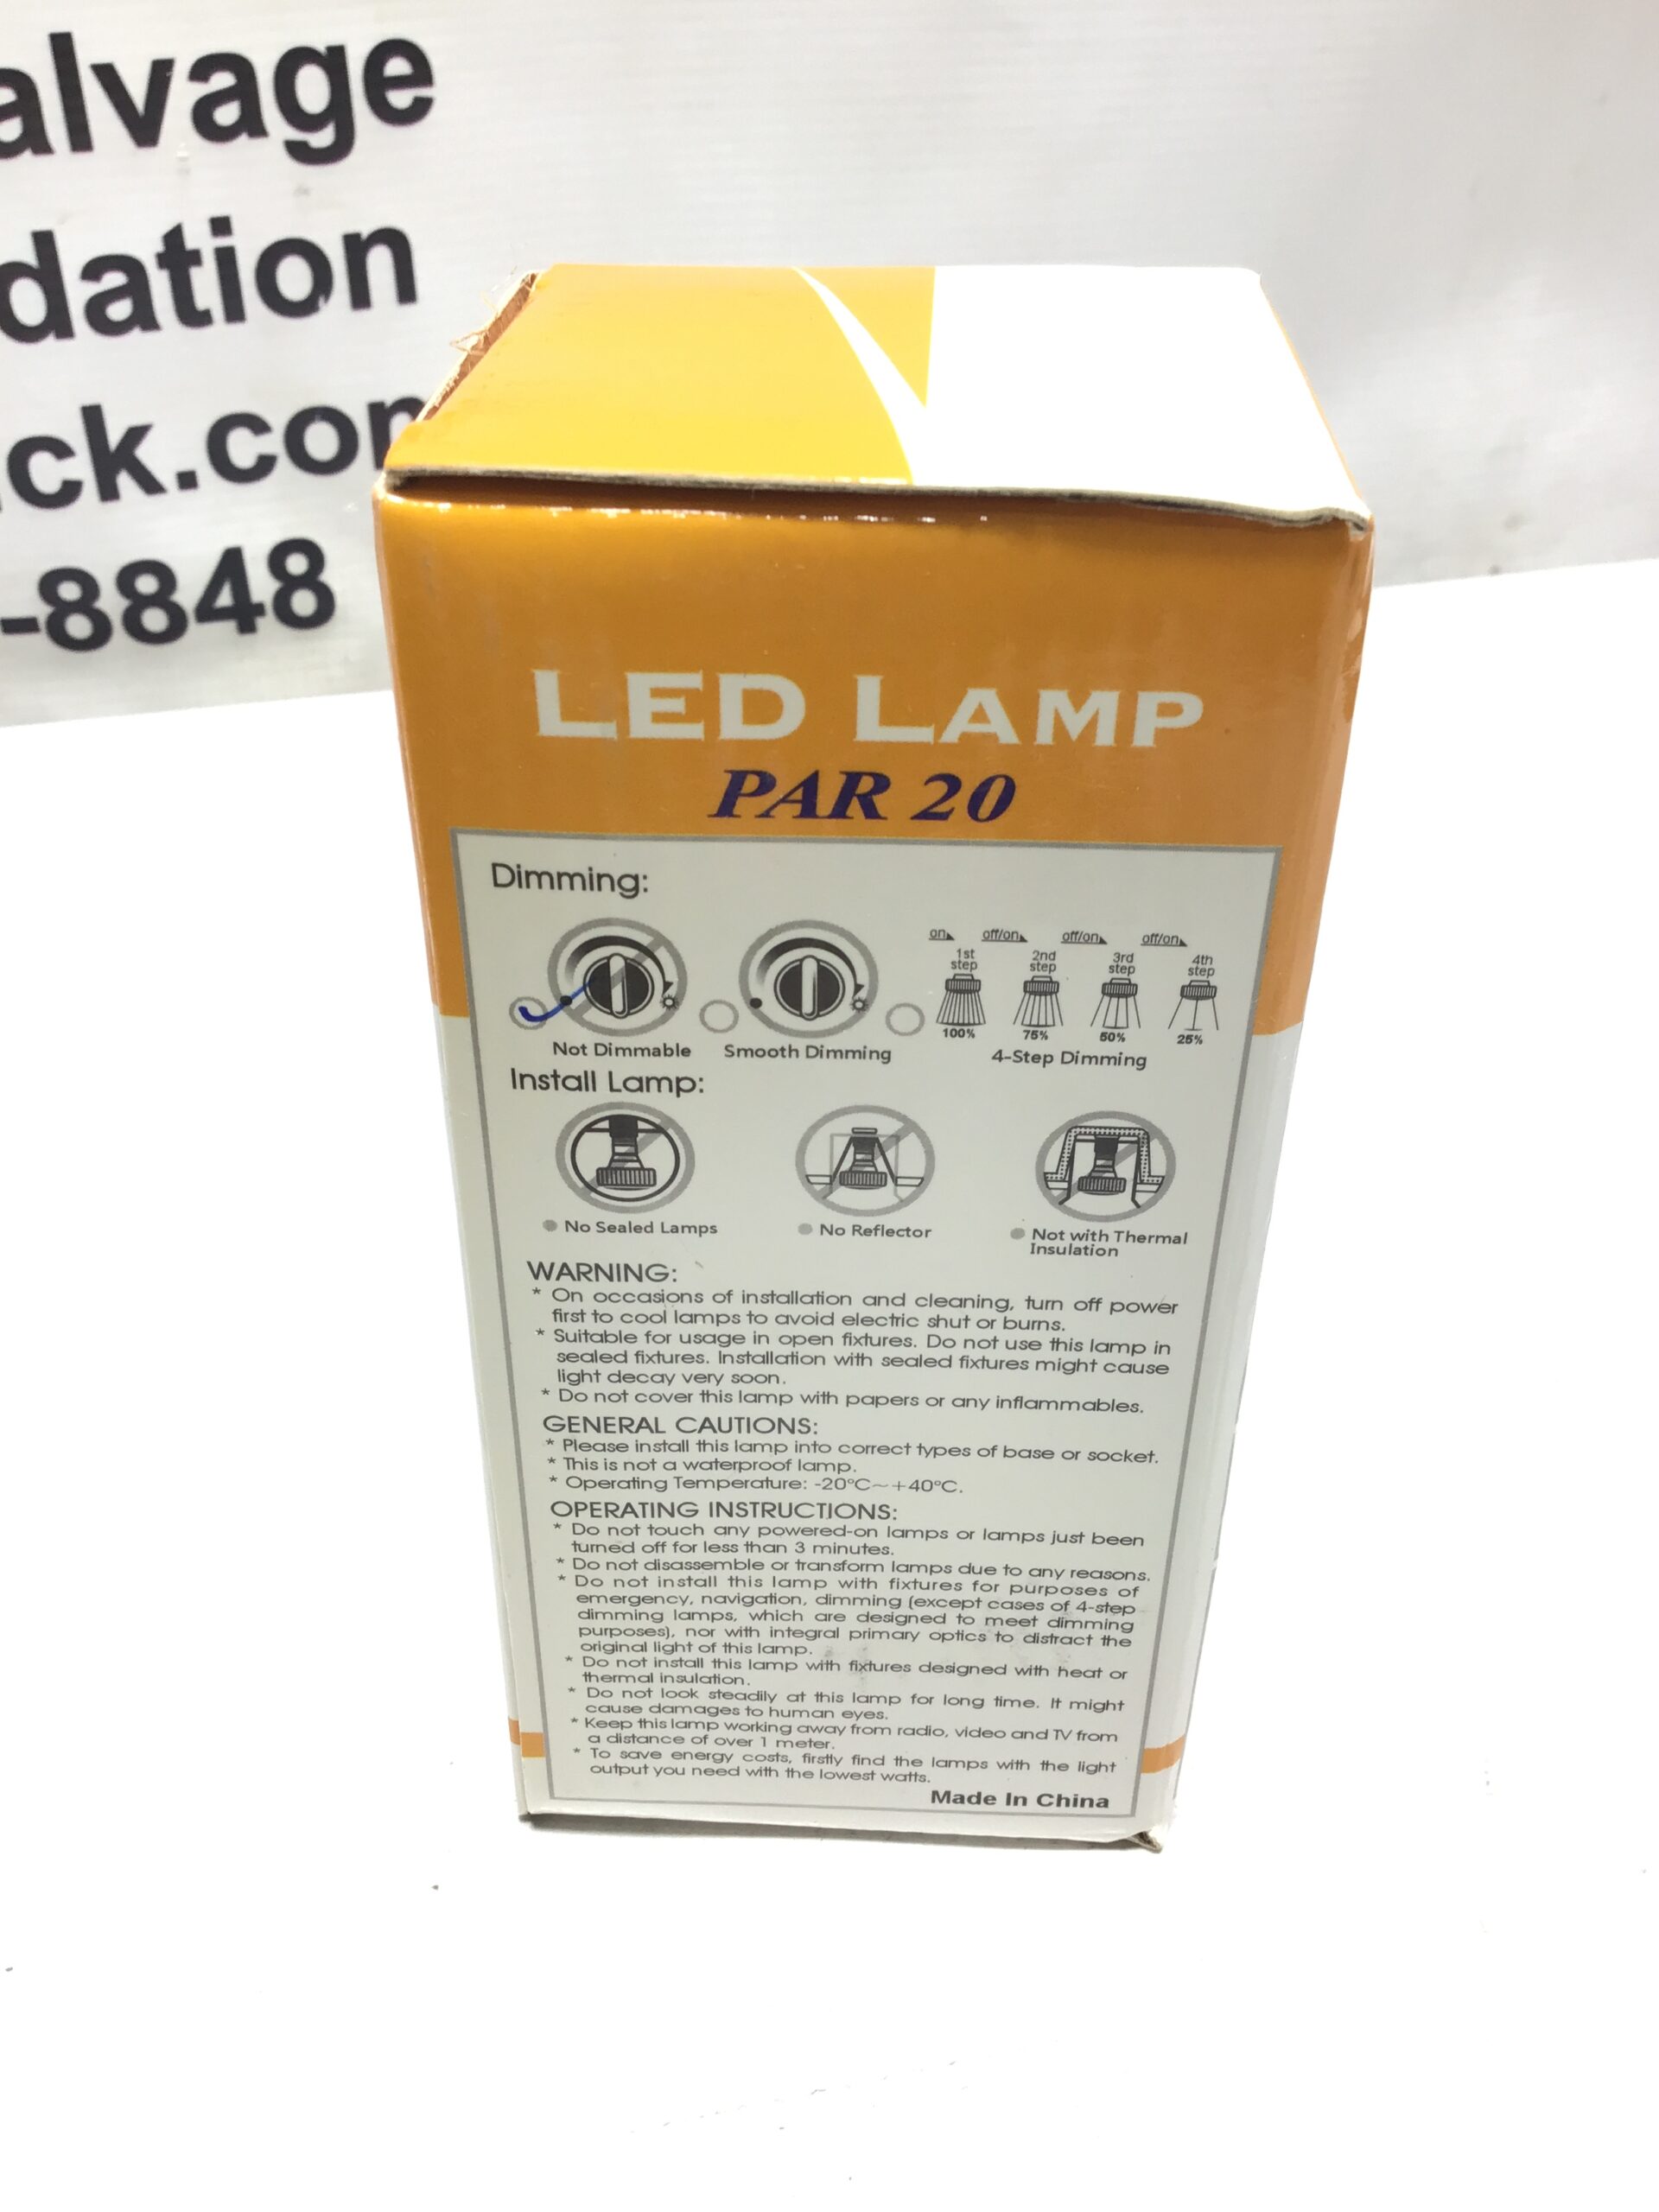 alvage
dation
ck.com
-8848
LED LAMP
PAR 20
Dimming:
on off/on off/on off/on
1st step 2nd step 3rd step 4th step
100% 75% 50% 25%
Not Dimmable Smooth Dimming 4-Step Dimming
Install Lamp:
No Sealed Lamps No Reflector Not with Thermal
Insulation
WARNING:
* On occasions of installation and cleaning, turn off power
first to cool lamps to avoid electric shut or burns.
* Suitable for usage in open fixtures. Do not use this lamp in
sealed fixtures. Installation with sealed fixtures might cause
light decay very soon.
* Do not cover this lamp with papers or any inflammables.
GENERAL CAUTIONS:
* Please install this lamp into correct types of base or socket.
* This is not a waterproof lamp.
* Operating Temperature: -20°C~+40°C.
OPERATING INSTRUCTIONS:
* Do not touch any powered-on lamps or lamps just been
turned off for less than 3 minutes.
* Do not disassemble or transform lamps due to any reasons.
* Do not install this lamp with fixtures for purposes of
emergency, navigation, dimming (except cases of 4-step
dimming lamps, which are designed to meet dimming
purposes), nor with integral primary optics to distract the
original light of this lamp.
* Do not install this lamp with fixtures designed with heat or
thermal insulation.
* Do not look steadily at this lamp for long time. It might
cause damages to human eyes.
* Keep this lamp working away from radio, video and TV from
a distance of over 1 meter.
* To save energy costs, firstly find the lamps with the light
output you need with the lowest watts.
Made In China